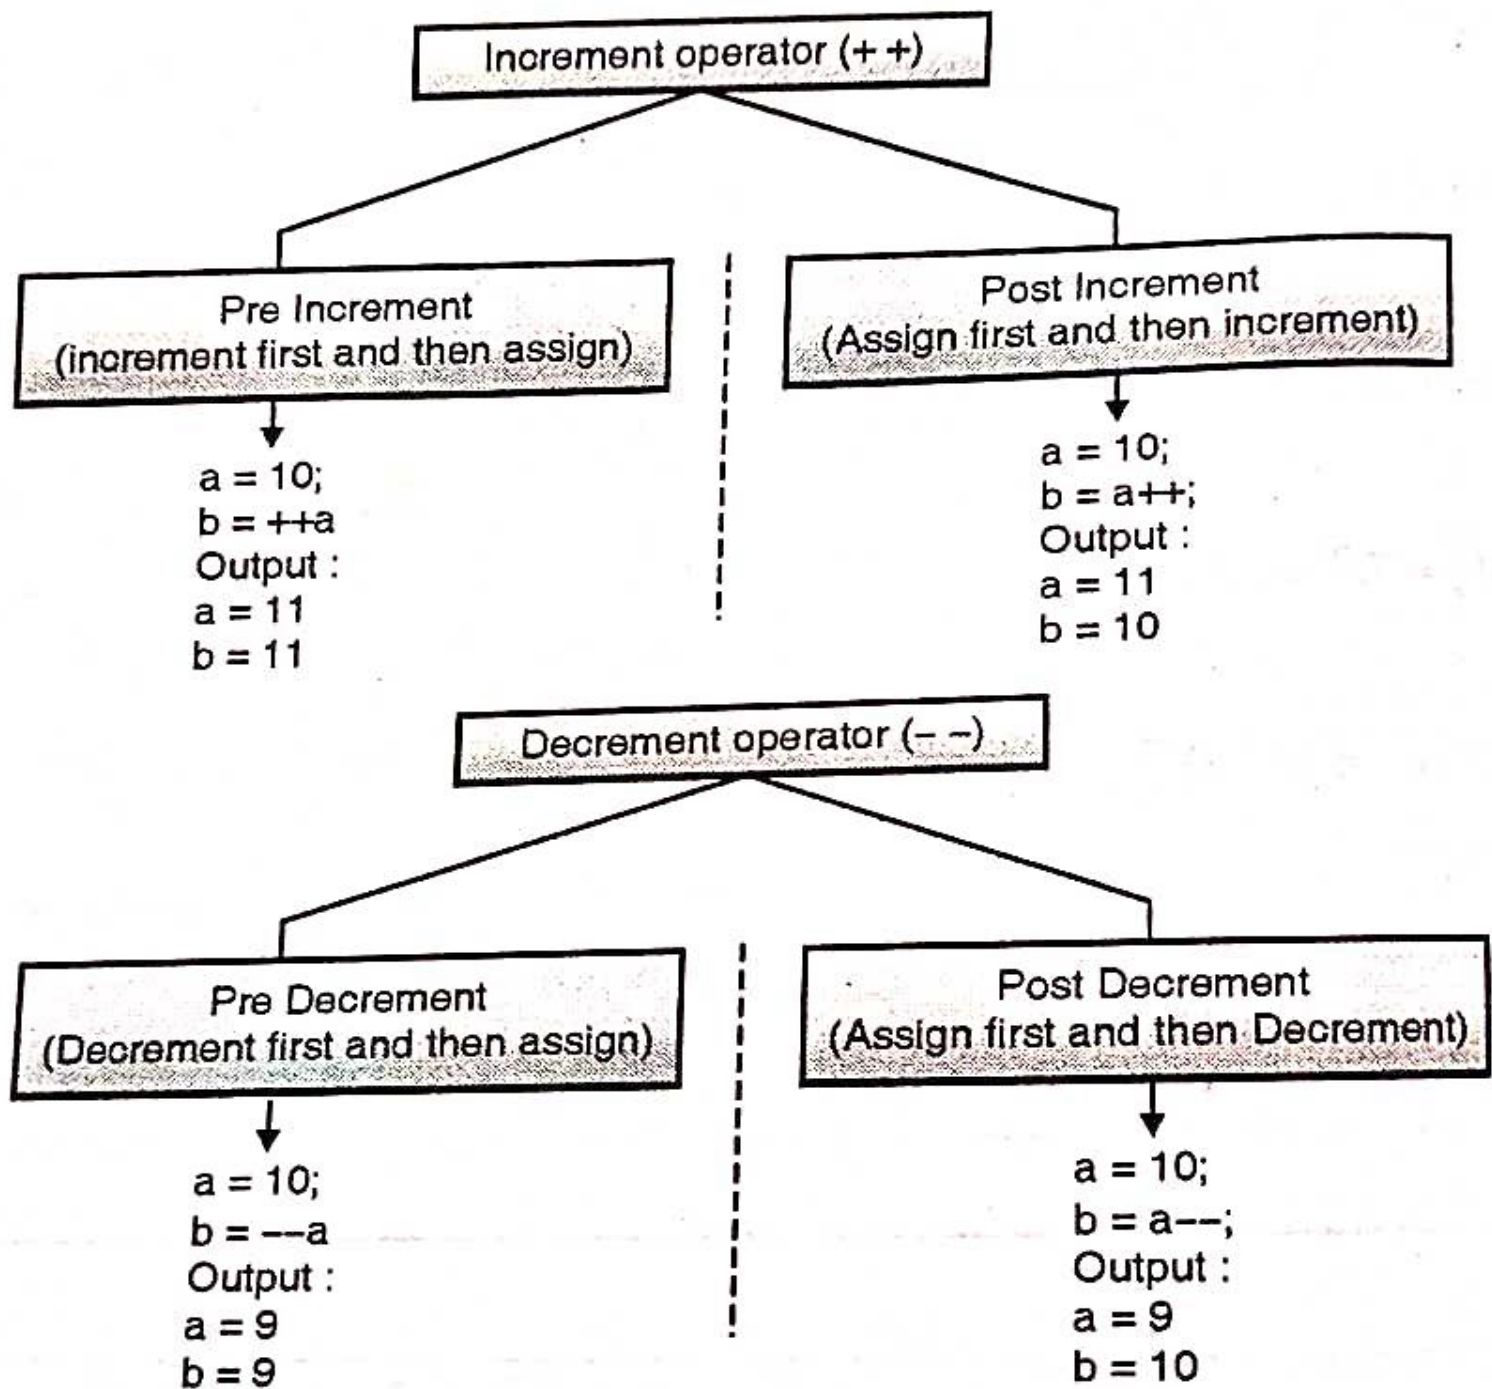 Increment operator (+ +)
Pre Increment
(increment first and then assign)
a = 10;
b = ++a
Output :
a = 11
b = 11
Post Increment
(Assign first and then increment)
a = 10;
b = a++;
Output :
a = 11
b = 10
Decrement operator (– –)
Pre Decrement
(Decrement first and then assign)
a = 10;
b = ––a
Output :
a = 9
b = 9
Post Decrement
(Assign first and then Decrement)
a = 10;
b = a––;
Output :
a = 9
b = 10